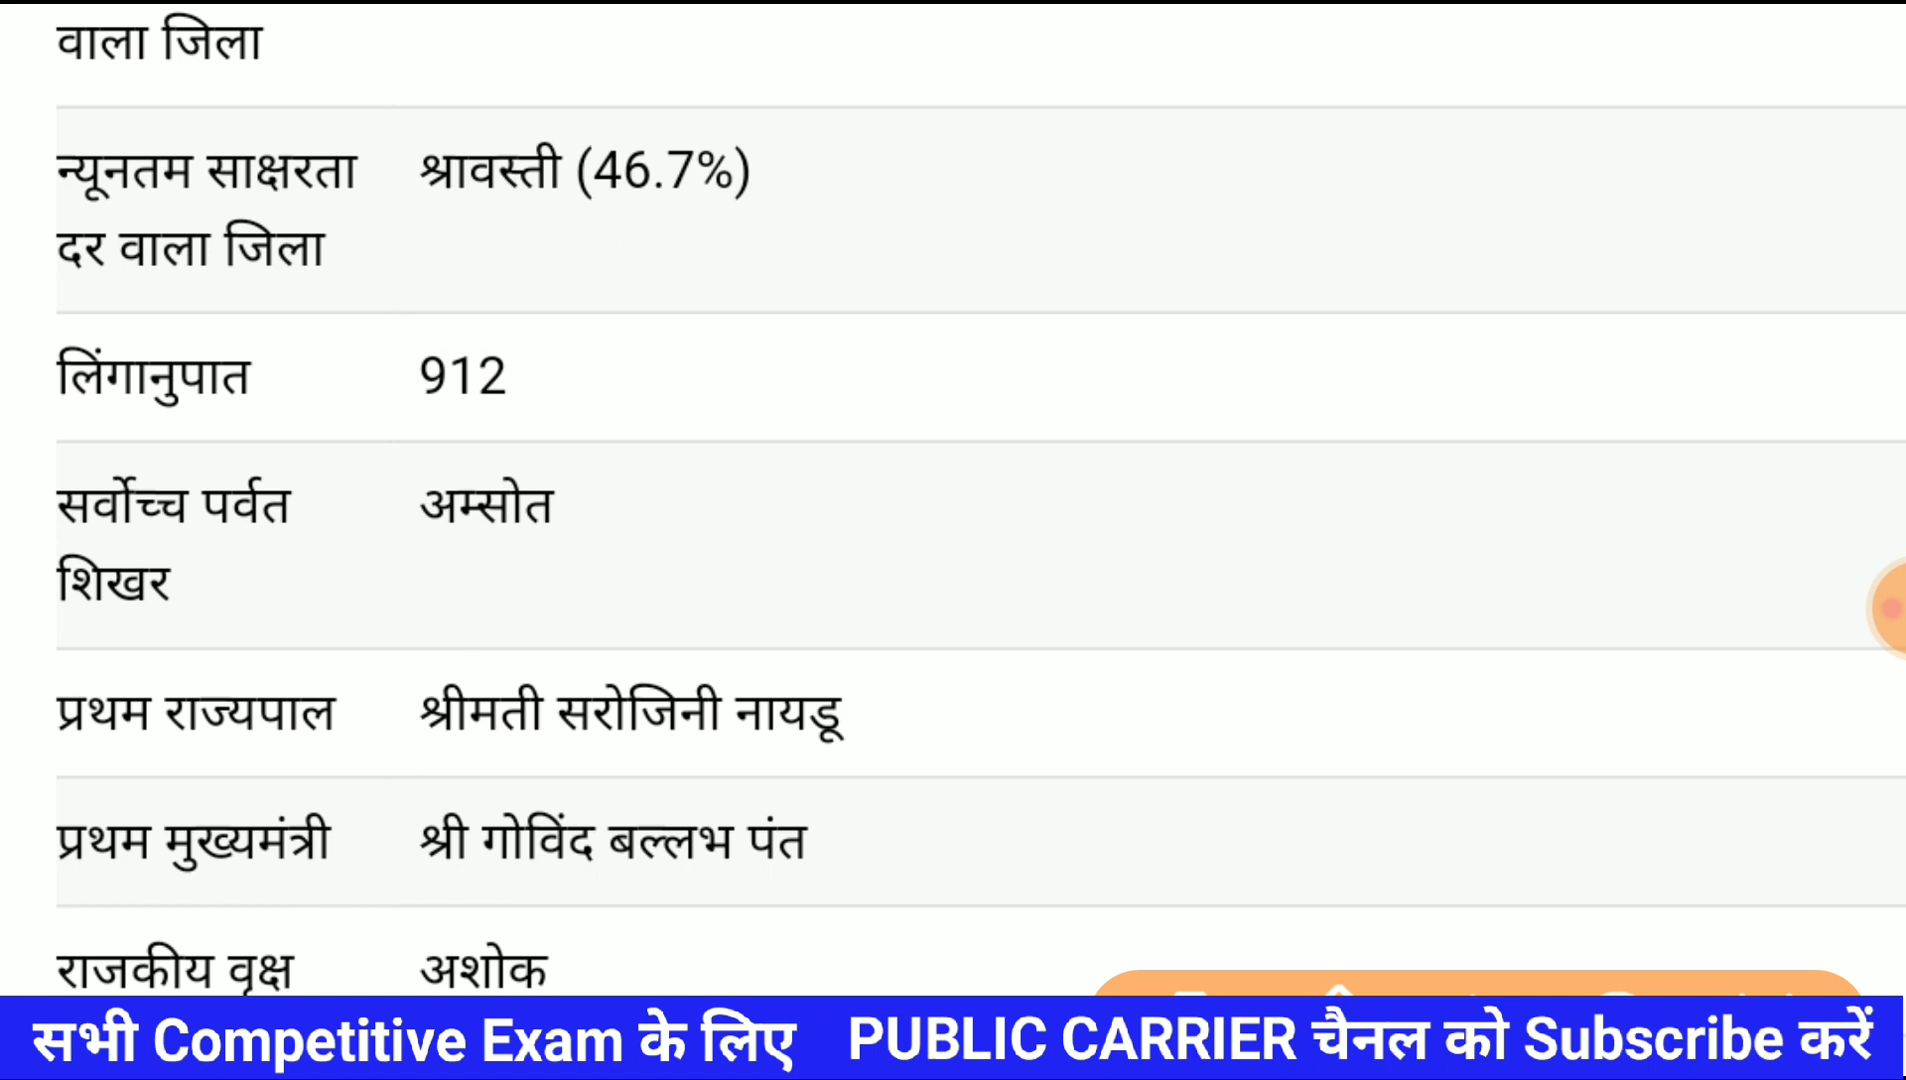 वाला जिला
न्यूनतम साक्षरता श्रावस्ती (46.7%)
दर वाला जिला
लिंगानुपात 912
सर्वोच्च पर्वत अम्सोत
शिखर
प्रथम राज्यपाल श्रीमती सरोजिनी नायडू
प्रथम मुख्यमंत्री श्री गोविंद बल्लभ पंत
राजकीय वृक्ष अशोक
सभी Competitive Exam के लिए PUBLIC CARRIER चैनल को Subscribe करें